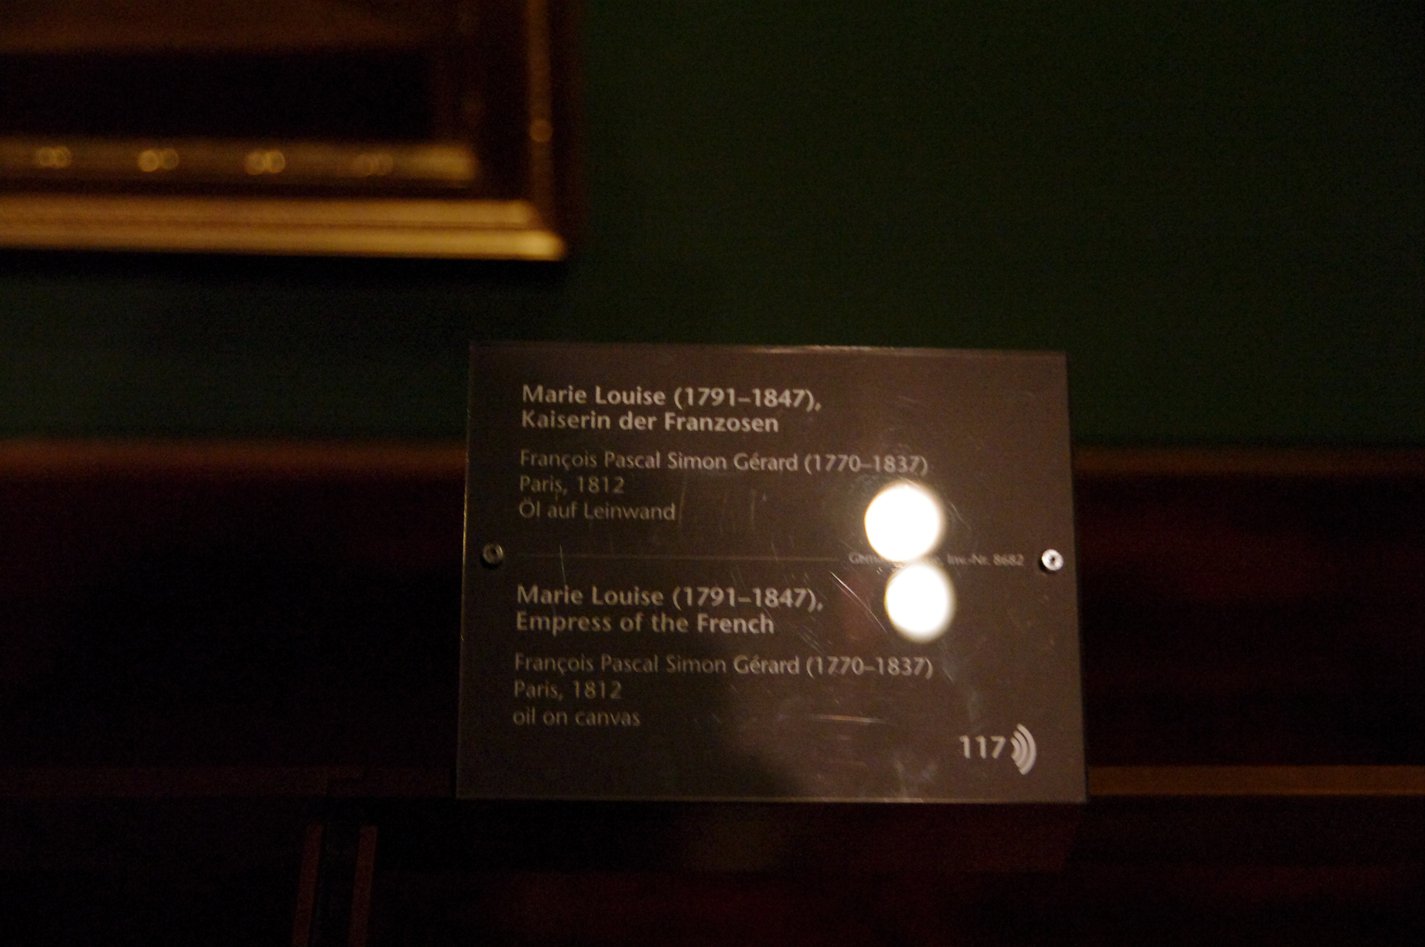 Marie Louise (1791–1847),
Kaiserin der Franzosen
François Pascal Simon Gérard (1770–1837)
Paris, 1812
Öl auf Leinwand
Inv.-Nr. 8682
Marie Louise (1791–1847),
Empress of the French
François Pascal Simon Gérard (1770–1837)
Paris, 1812
oil on canvas
117